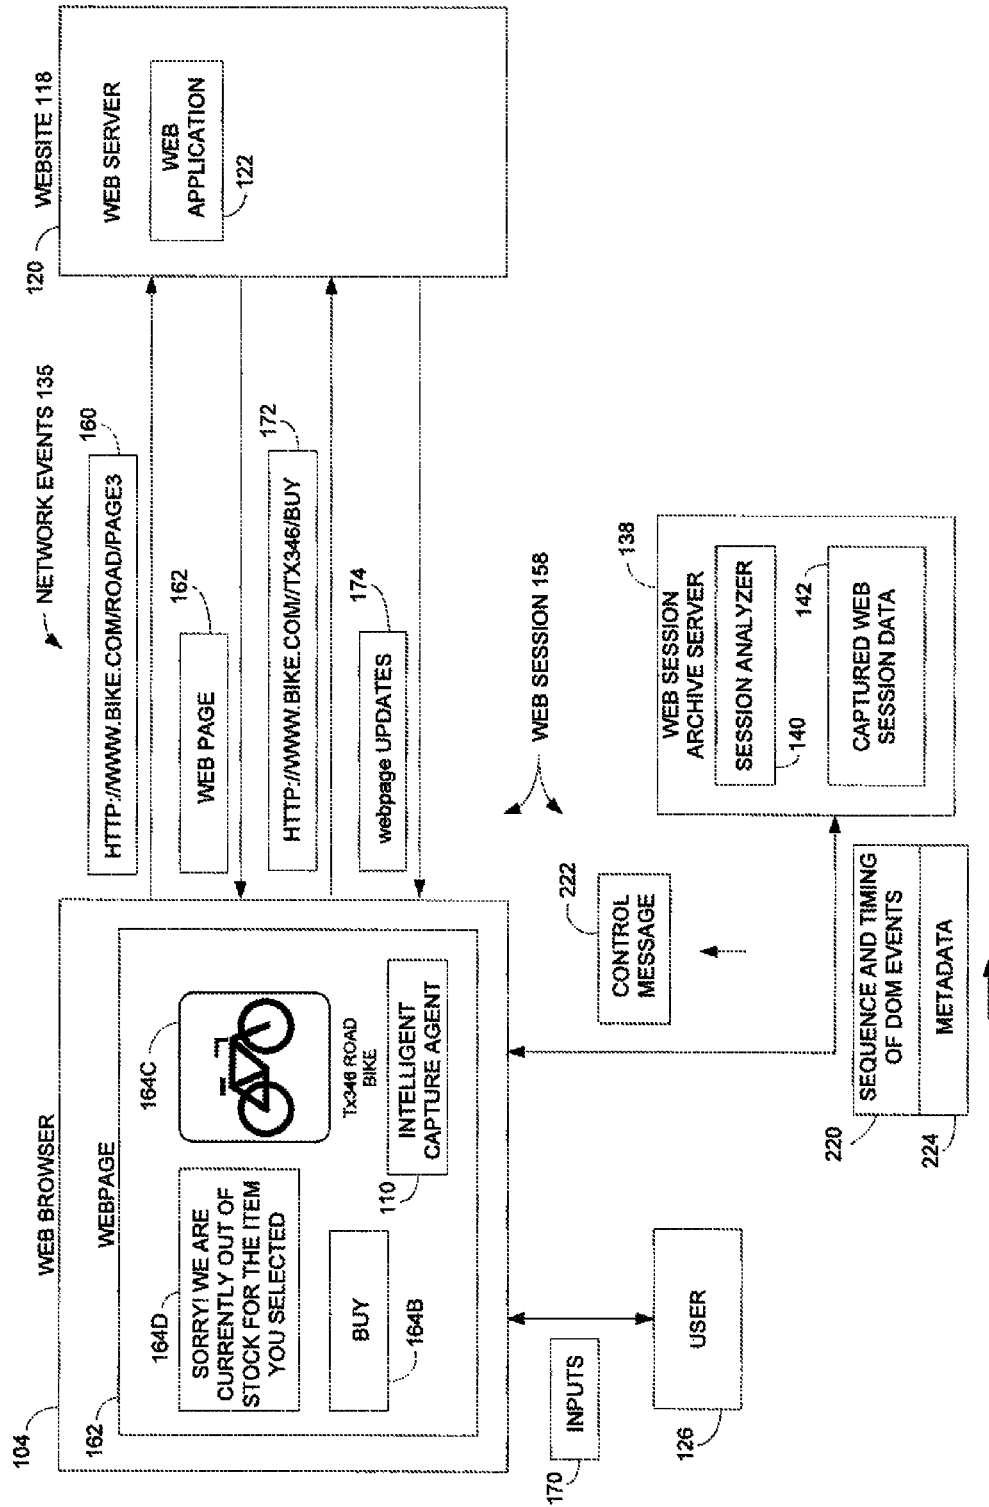 WEBSITE 118
120
WEB SERVER
WEB
APPLICATION
122
NETWORK EVENTS 135
HTTP://WWW.BIKE.COM/ROAD/PAGE3
160
WEB PAGE
162
HTTP://WWW.BIKE.COM//TX346/BUY
172
webpage UPDATES
174
WEB BROWSER
104
WEBPAGE
162
164D
SORRY! WE ARE
CURRENTLY OUT OF
STOCK FOR THE ITEM
YOU SELECTED
164C
Tx346 ROAD
BIKE
BUY
164B
INTELLIGENT
CAPTURE AGENT
110
WEB SESSION 158
INPUTS
170
USER
126
CONTROL
MESSAGE
222
WEB SESSION
ARCHIVE SERVER
138
SESSION ANALYZER
140
CAPTURED WEB
SESSION DATA
142
SEQUENCE AND TIMING
OF DOM EVENTS
220
METADATA
224